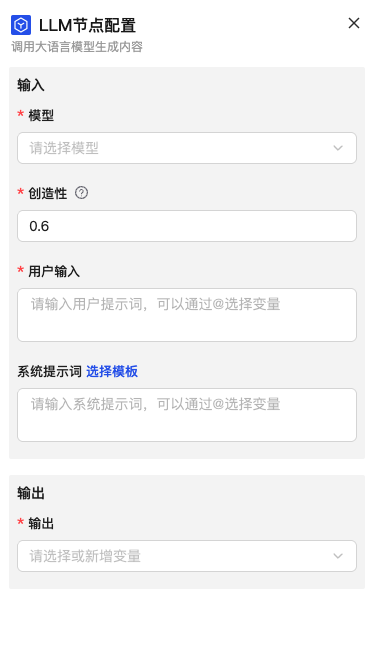 LLM节点配置
调用大语言模型生成内容
输入
* 模型
请选择模型
* 创造性
0.6
* 用户输入
请输入用户提示词，可以通过@选择变量
系统提示词 选择模板
请输入系统提示词，可以通过@选择变量
输出
* 输出
请选择或新增变量